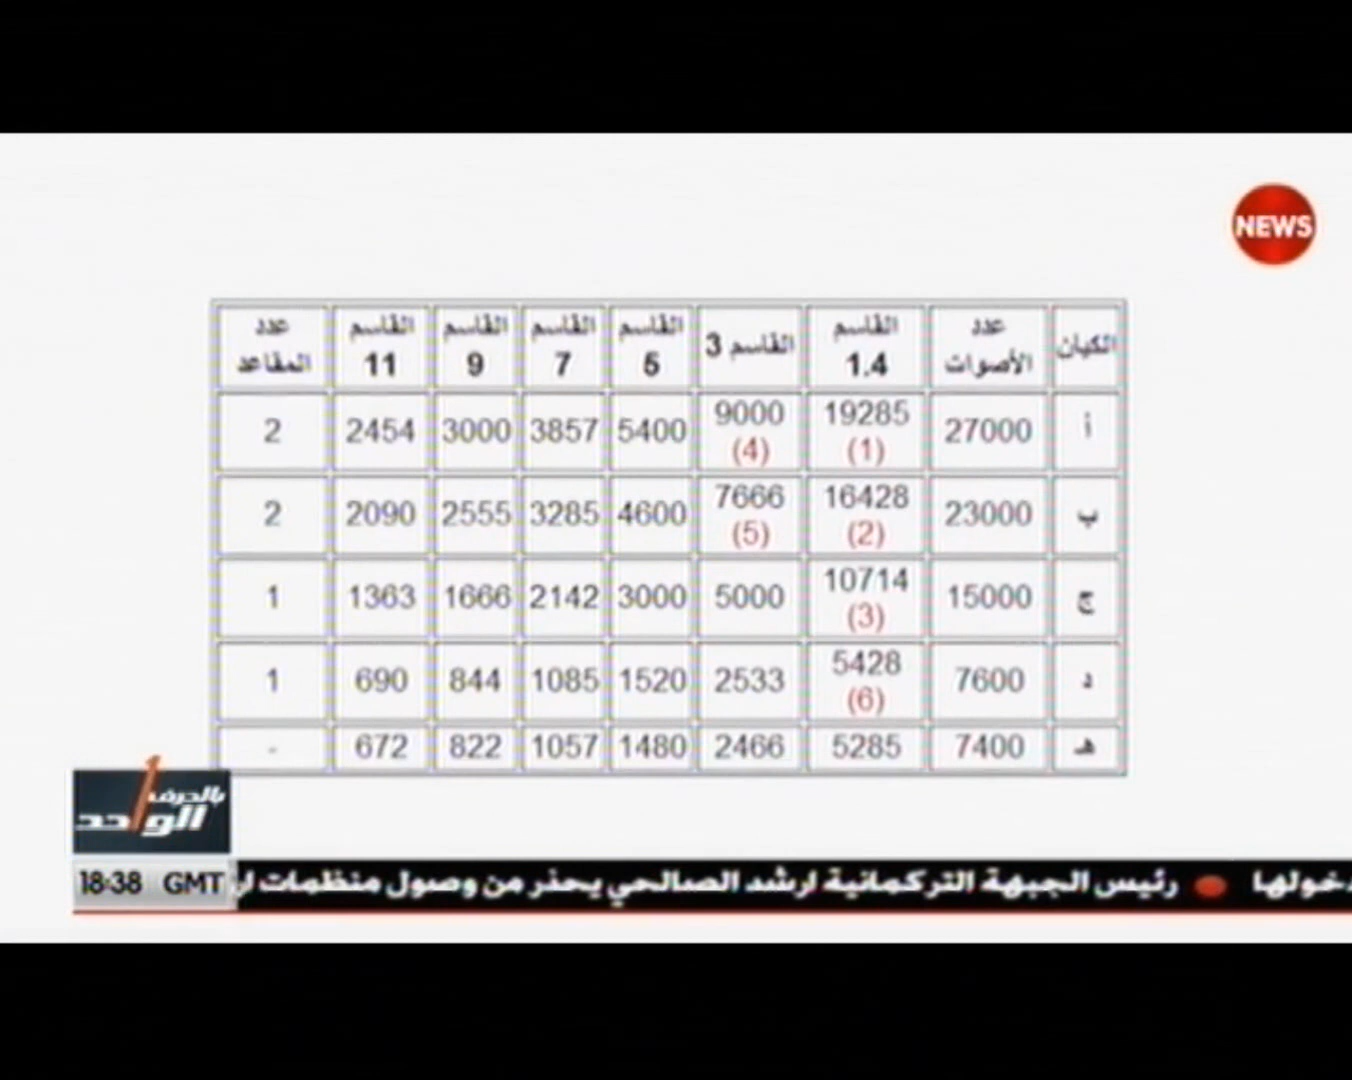 NEWS
الكيان عدد الأصوات القاسم 1.4 القاسم 3 القاسم 5 القاسم 7 القاسم 9 القاسم 11 عدد المقاعد
أ 27000 19285 (1) 9000 (4) 5400 3857 3000 2454 2
ب 23000 16428 (2) 7666 (5) 4600 3285 2555 2090 2
ج 15000 10714 (3) 5000 3000 2142 1666 1363 1
د 7600 5428 (6) 2533 1520 1085 844 690 1
هـ 7400 5285 2466 1480 1057 822 672 -
بالحرف الواحد
دخولها رئيس الجبهة التركمانية ارشد الصالحي يحذر من وصول منظمات ار
18:38 GMT